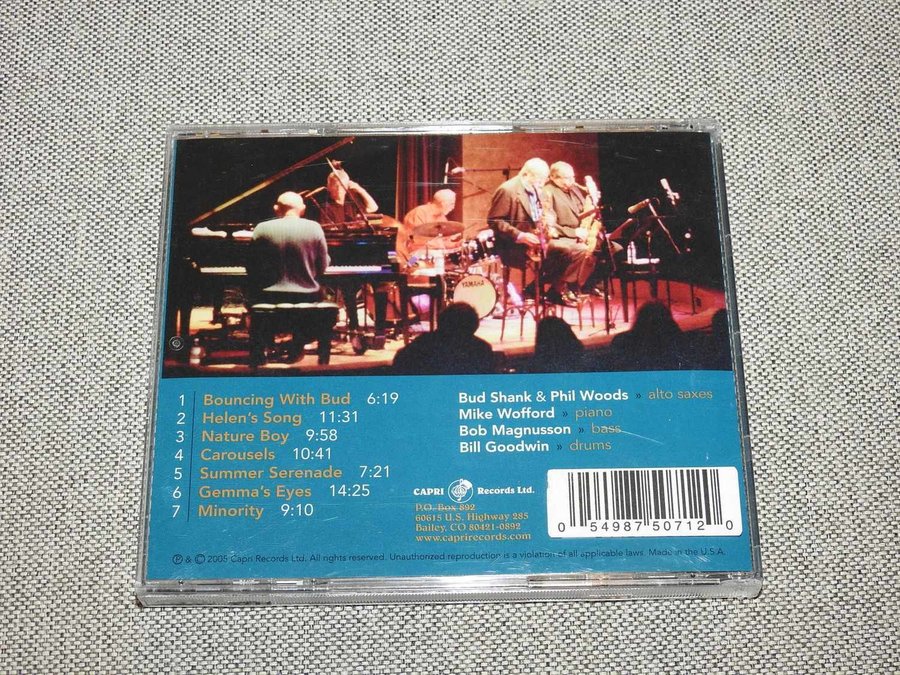 YAMAHA
1 Bouncing With Bud 6:19
2 Helen's Song 11:31
3 Nature Boy 9:58
4 Carousels 10:41
5 Summer Serenade 7:21
6 Gemma's Eyes 14:25
7 Minority 9:10
Bud Shank & Phil Woods » alto saxes
Mike Wofford » piano
Bob Magnusson » bass
Bill Goodwin » drums
CAPRI Records Ltd.
P.O. Box 892
60615 U.S. Highway 285
Bailey, CO 80421-0892
www.caprirecords.com
0 54987 50712 0
℗ & © 2005 Capri Records Ltd. All rights reserved. Unauthorized reproduction is a violation of all applicable laws. Made in the U.S.A.